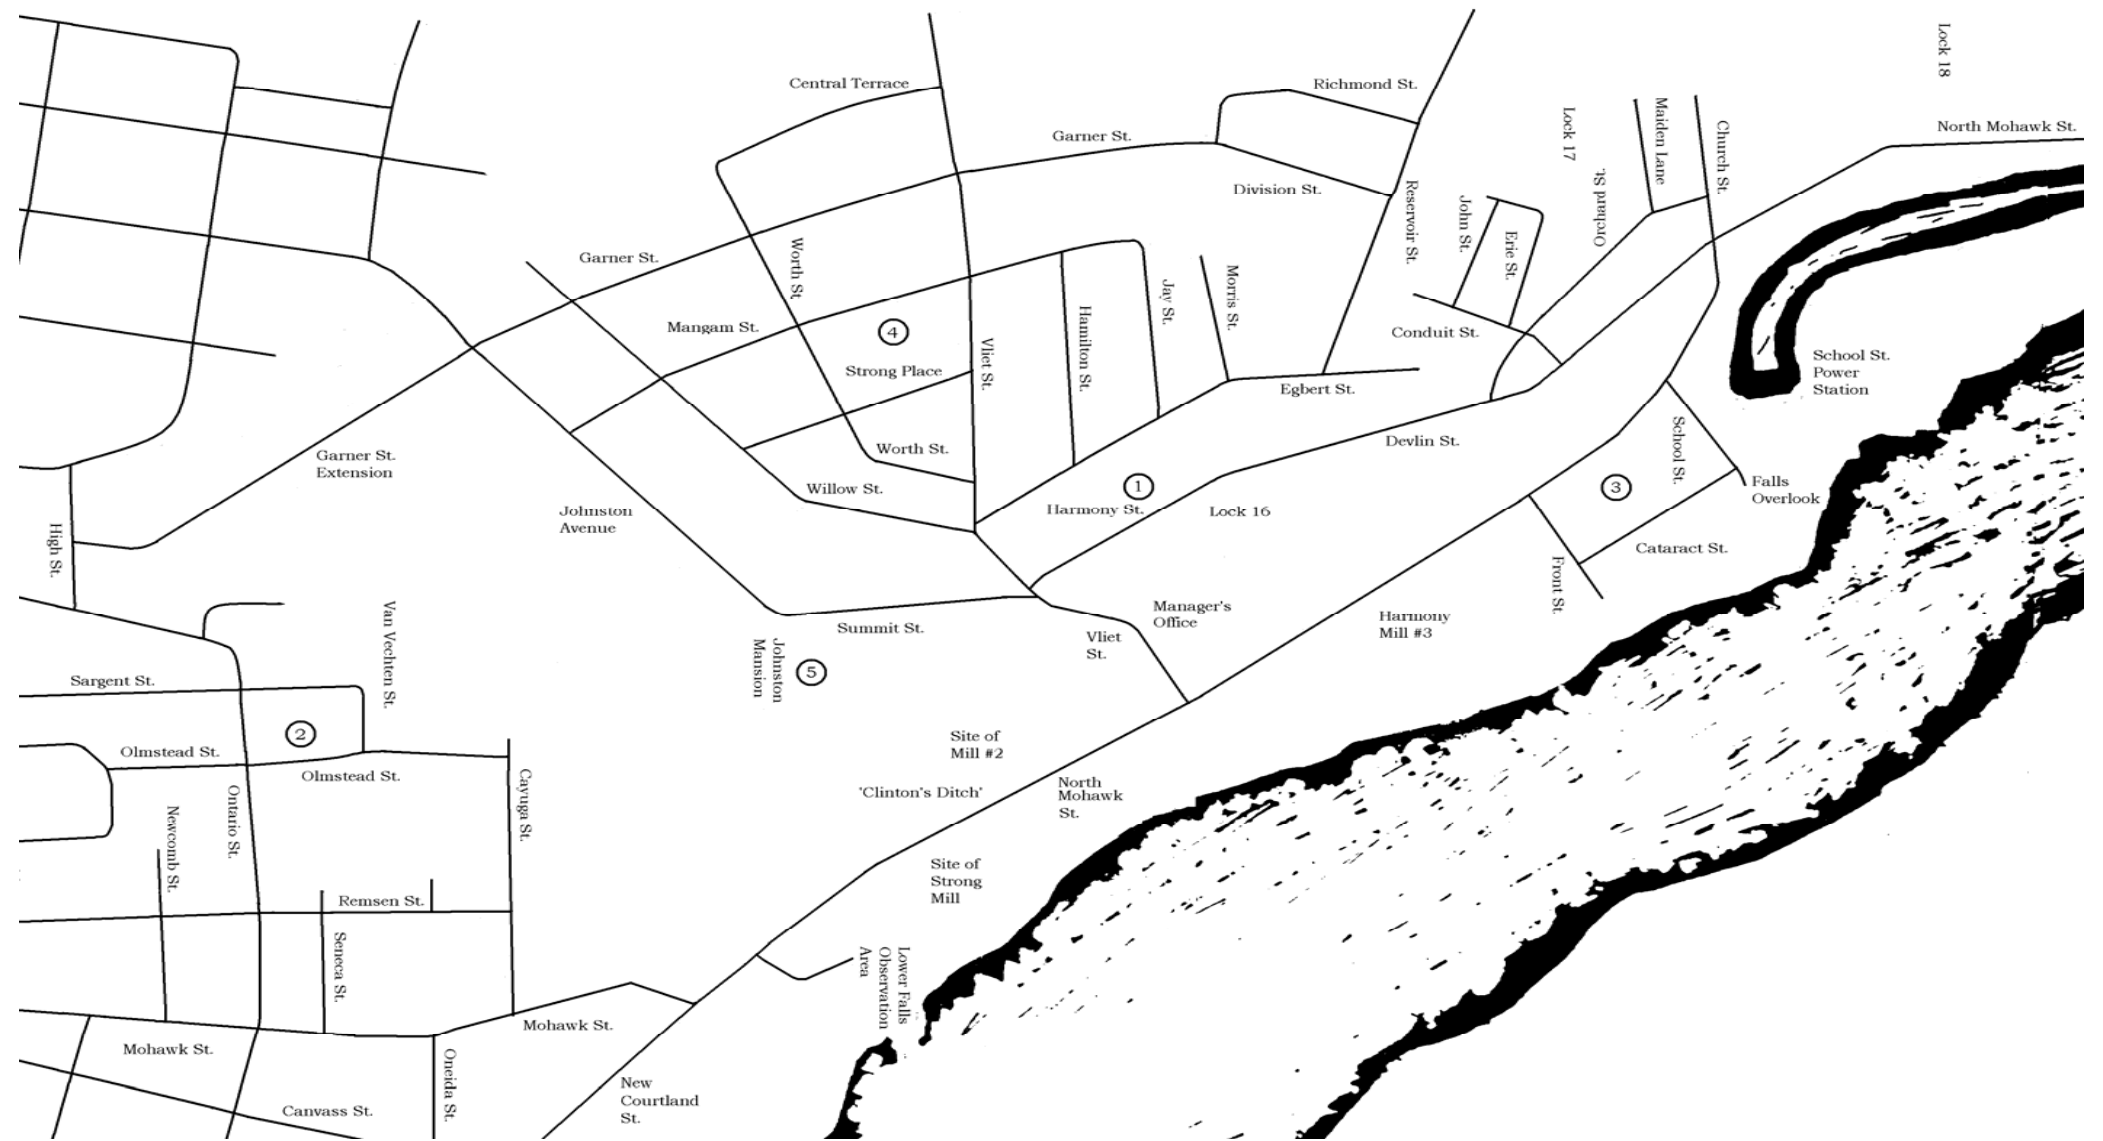 Lock 18
Central Terrace
Richmond St.
Maiden Lane
Lock 17
Church St.
North Mohawk St.
Garner St.
Orchard St.
Division St.
Reservoir St.
John St.
Erie St.
Garner St.
Worth St.
Morris St.
Jay St.
Hamilton St.
Mangam St.
4
Vliet St.
Conduit St.
School St.
Power
Station
Strong Place
Egbert St.
Worth St.
Devlin St.
School St.
Garner St.
Extension
Willow St.
1
3
Falls
Overlook
Johnston
Avenue
Harmony St.
Lock 16
High St.
Cataract St.
Front St.
Van Vechten St.
Manager's
Office
Harmony
Mill #3
Summit St.
Vliet
St.
Johnston
Mansion
5
Sargent St.
2
Site of
Mill #2
Olmstead St.
Olmstead St.
Cayuga St.
'Clinton's Ditch'
North
Mohawk
St.
Ontario St.
Newcomb St.
Site of
Strong
Mill
Remsen St.
Seneca St.
Lower Falls
Observation
Area
Mohawk St.
Mohawk St.
Oneida St.
New
Courtland
St.
Canvass St.